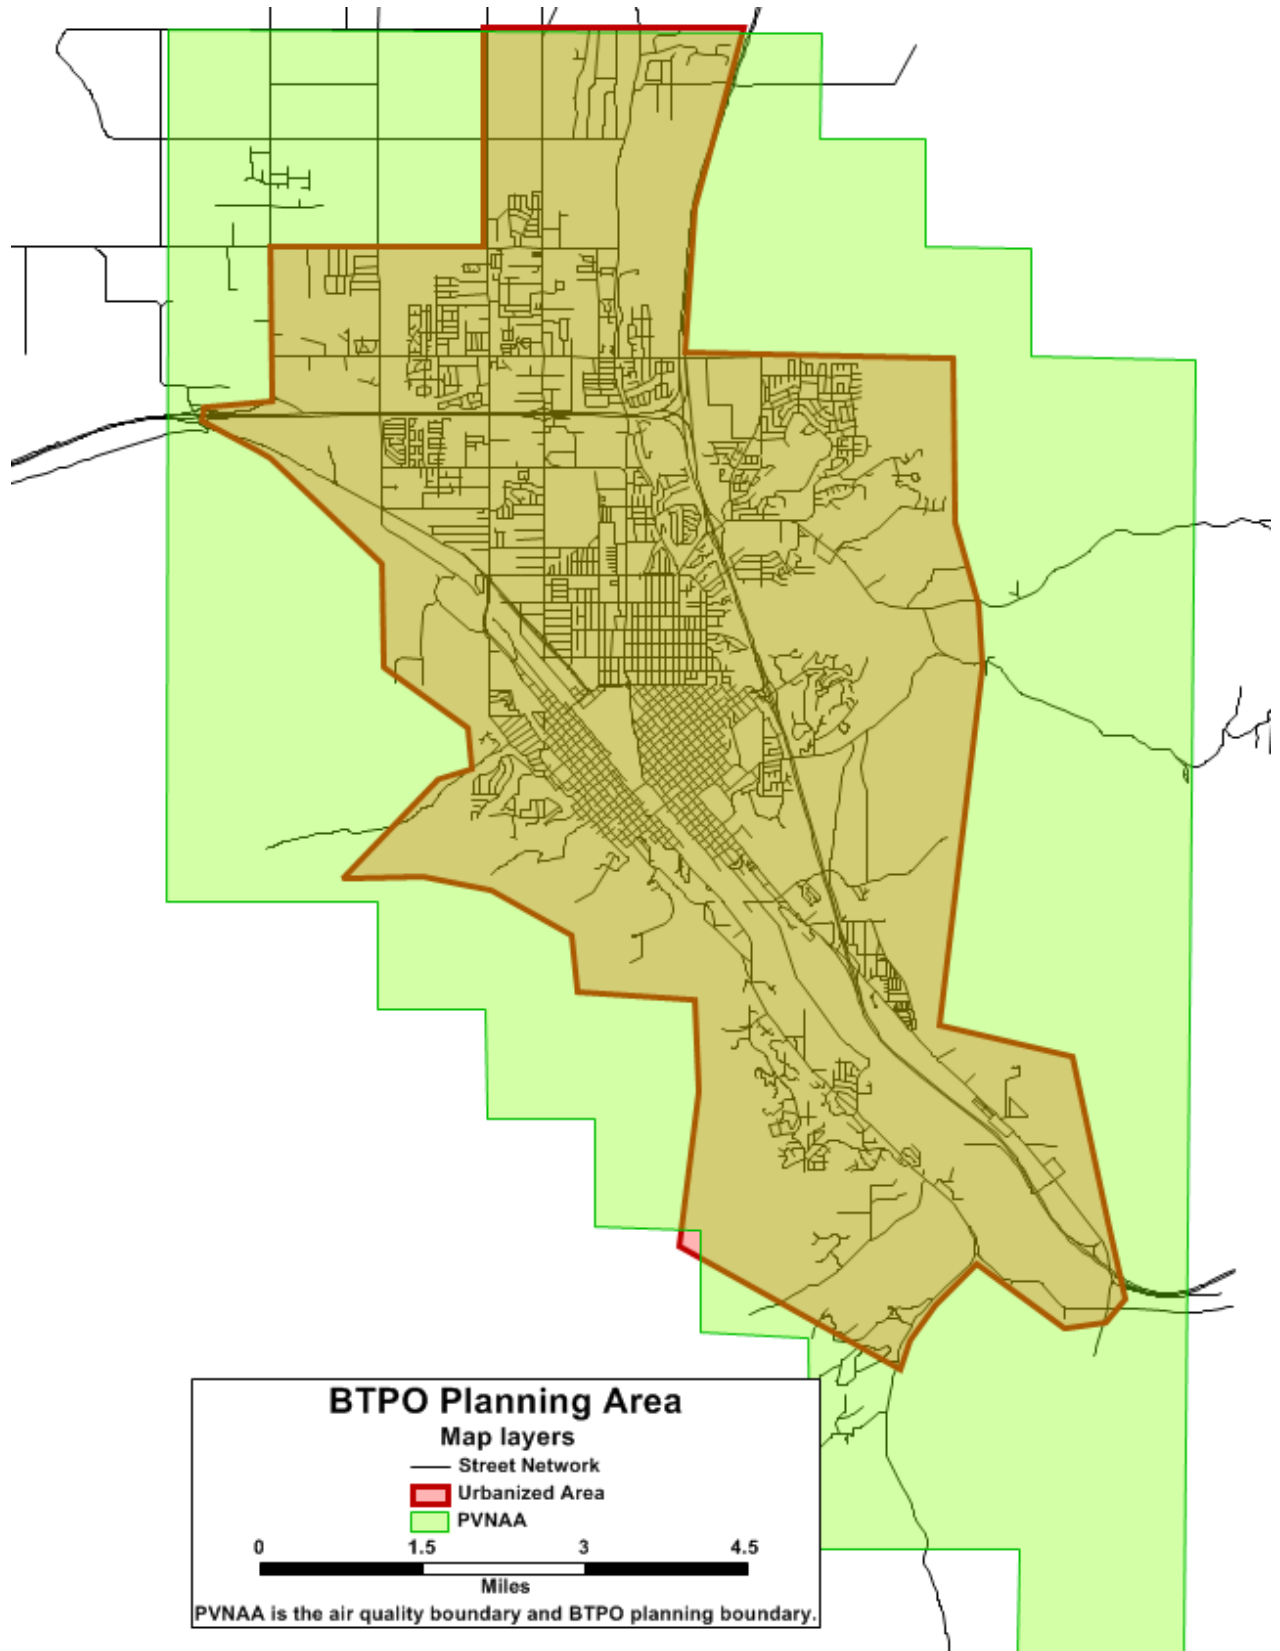 BTPO Planning Area
Map layers
Street Network
Urbanized Area
PVNAA
0 1.5 3 4.5
Miles
PVNAA is the air quality boundary and BTPO planning boundary.